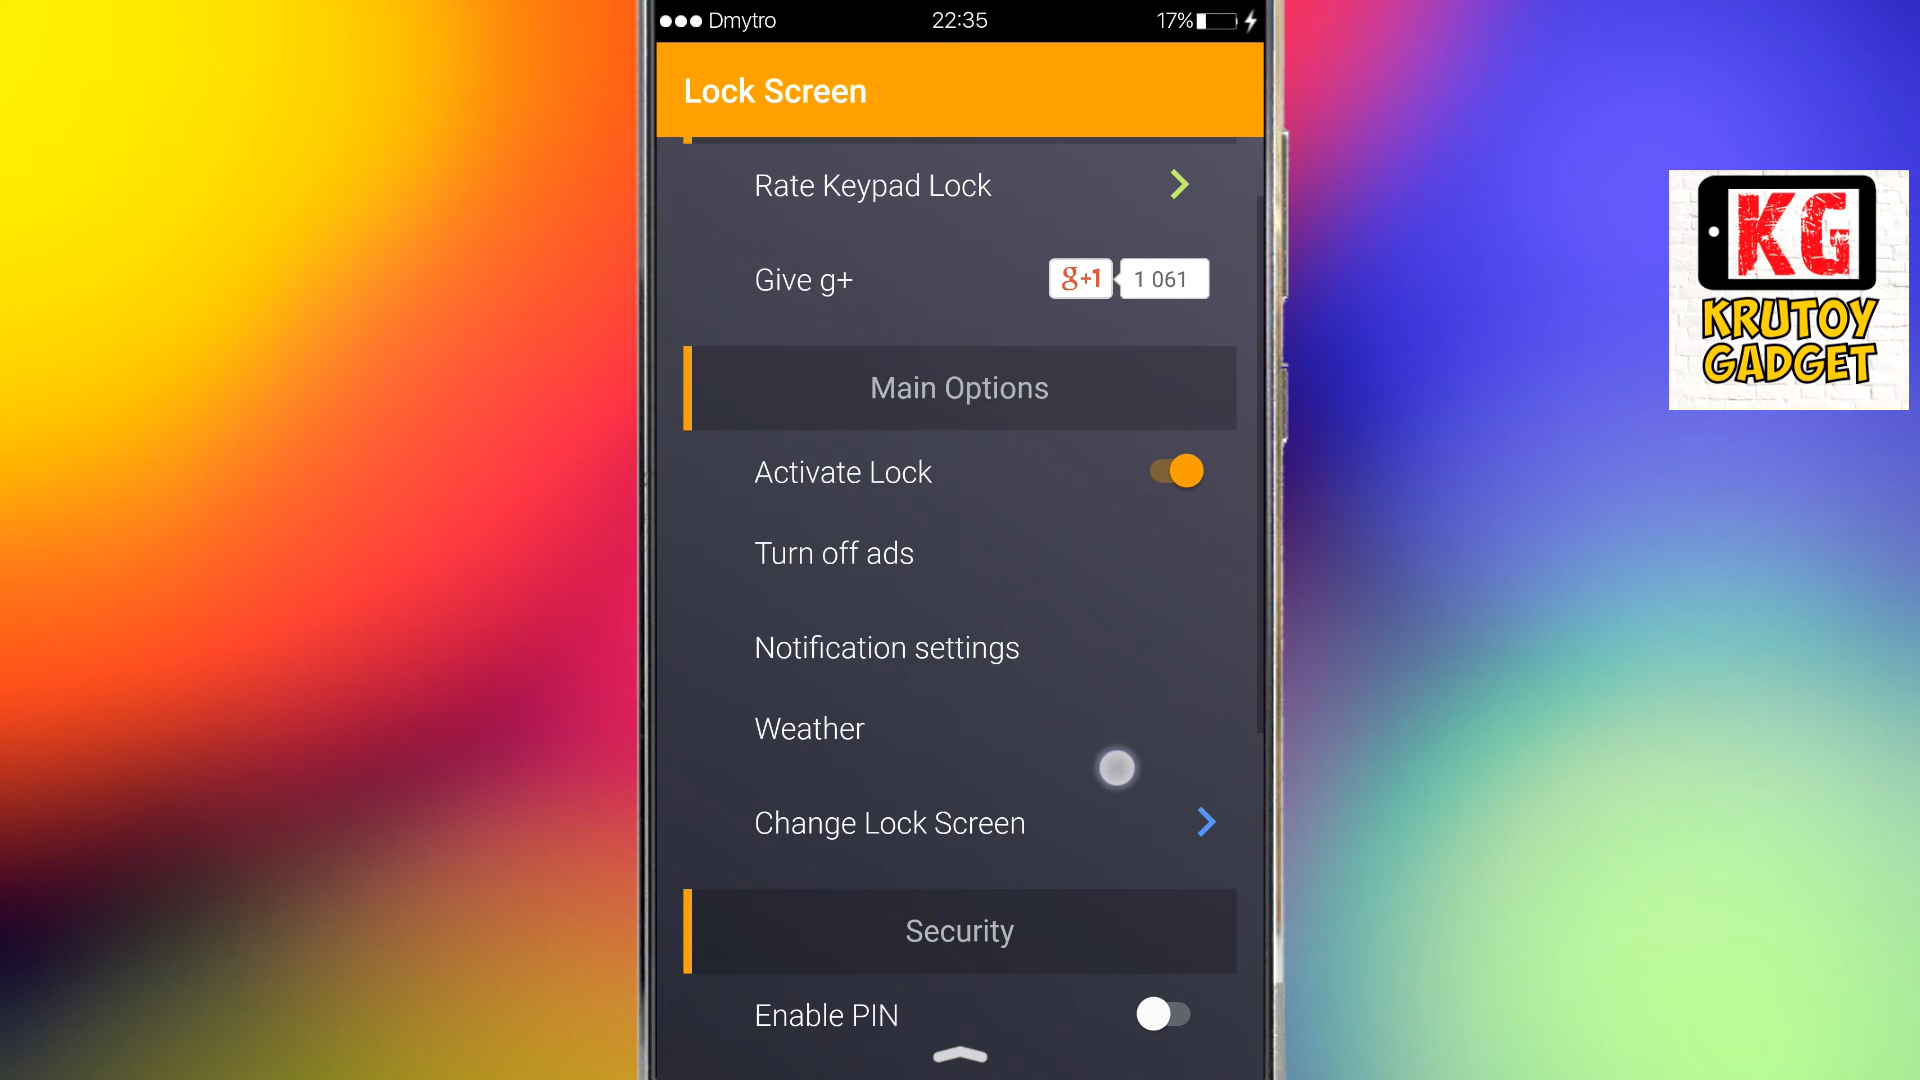 Dmytro 22:35 17%
Lock Screen
Rate Keypad Lock
Give g+ g+1 1 061
Main Options
Activate Lock
Turn off ads
Notification settings
Weather
Change Lock Screen
Security
Enable PIN
KG
KRUTOY
GADGET